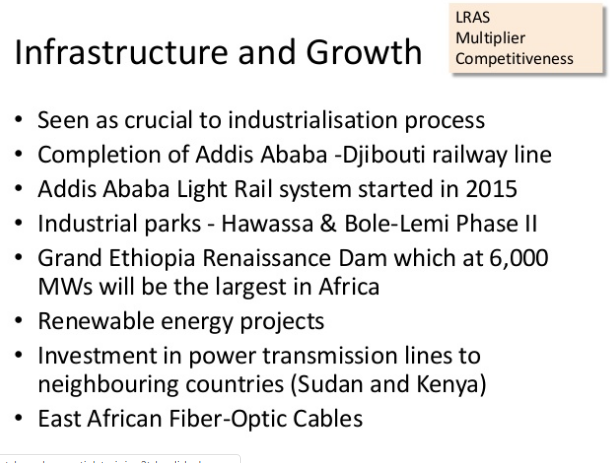 Infrastructure and Growth
LRAS
Multiplier
Competitiveness
• Seen as crucial to industrialisation process
• Completion of Addis Ababa -Djibouti railway line
• Addis Ababa Light Rail system started in 2015
• Industrial parks - Hawassa & Bole-Lemi Phase II
• Grand Ethiopia Renaissance Dam which at 6,000
MWs will be the largest in Africa
• Renewable energy projects
• Investment in power transmission lines to
neighbouring countries (Sudan and Kenya)
• East African Fiber-Optic Cables